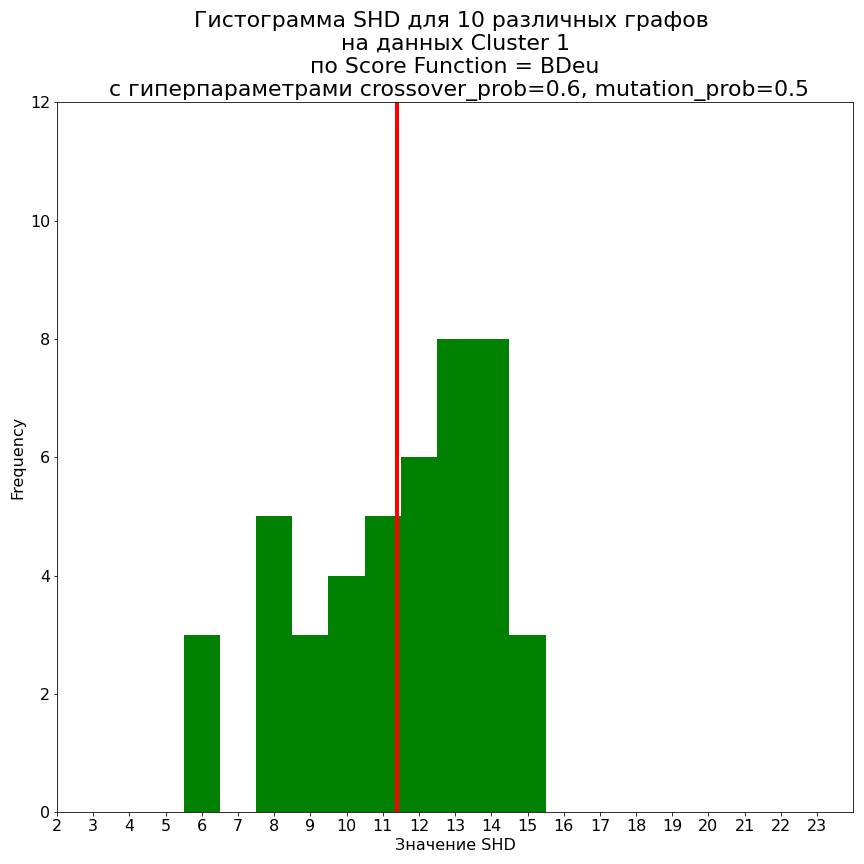 Гистограмма SHD для 10 различных графов
на данных Cluster 1
по Score Function = BDeu
с гиперпараметрами crossover_prob=0.6, mutation_prob=0.5
12
10
8
6
4
2
0
Frequency
2 3 4 5 6 7 8 9 10 11 12 13 14 15 16 17 18 19 20 21 22 23
Значение SHD